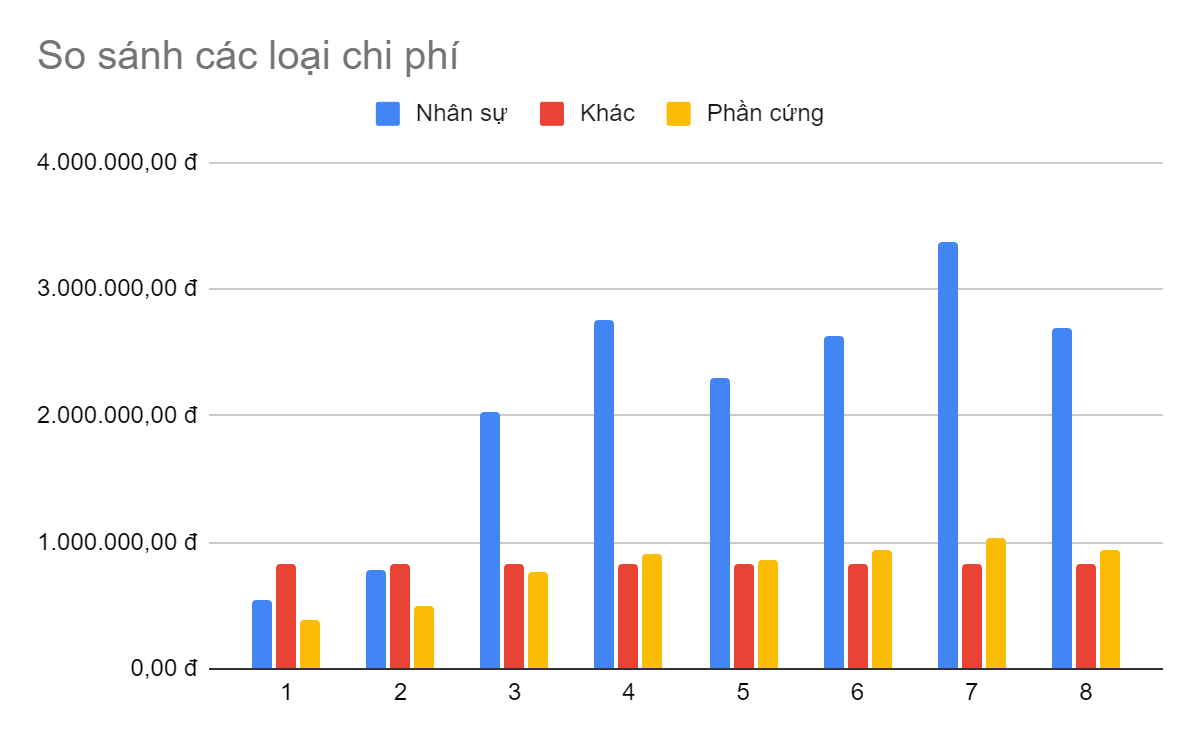 So sánh các loại chi phí
Nhân sự Khác Phần cứng
4.000.000,00 đ
3.000.000,00 đ
2.000.000,00 đ
1.000.000,00 đ
0,00 đ
1 2 3 4 5 6 7 8